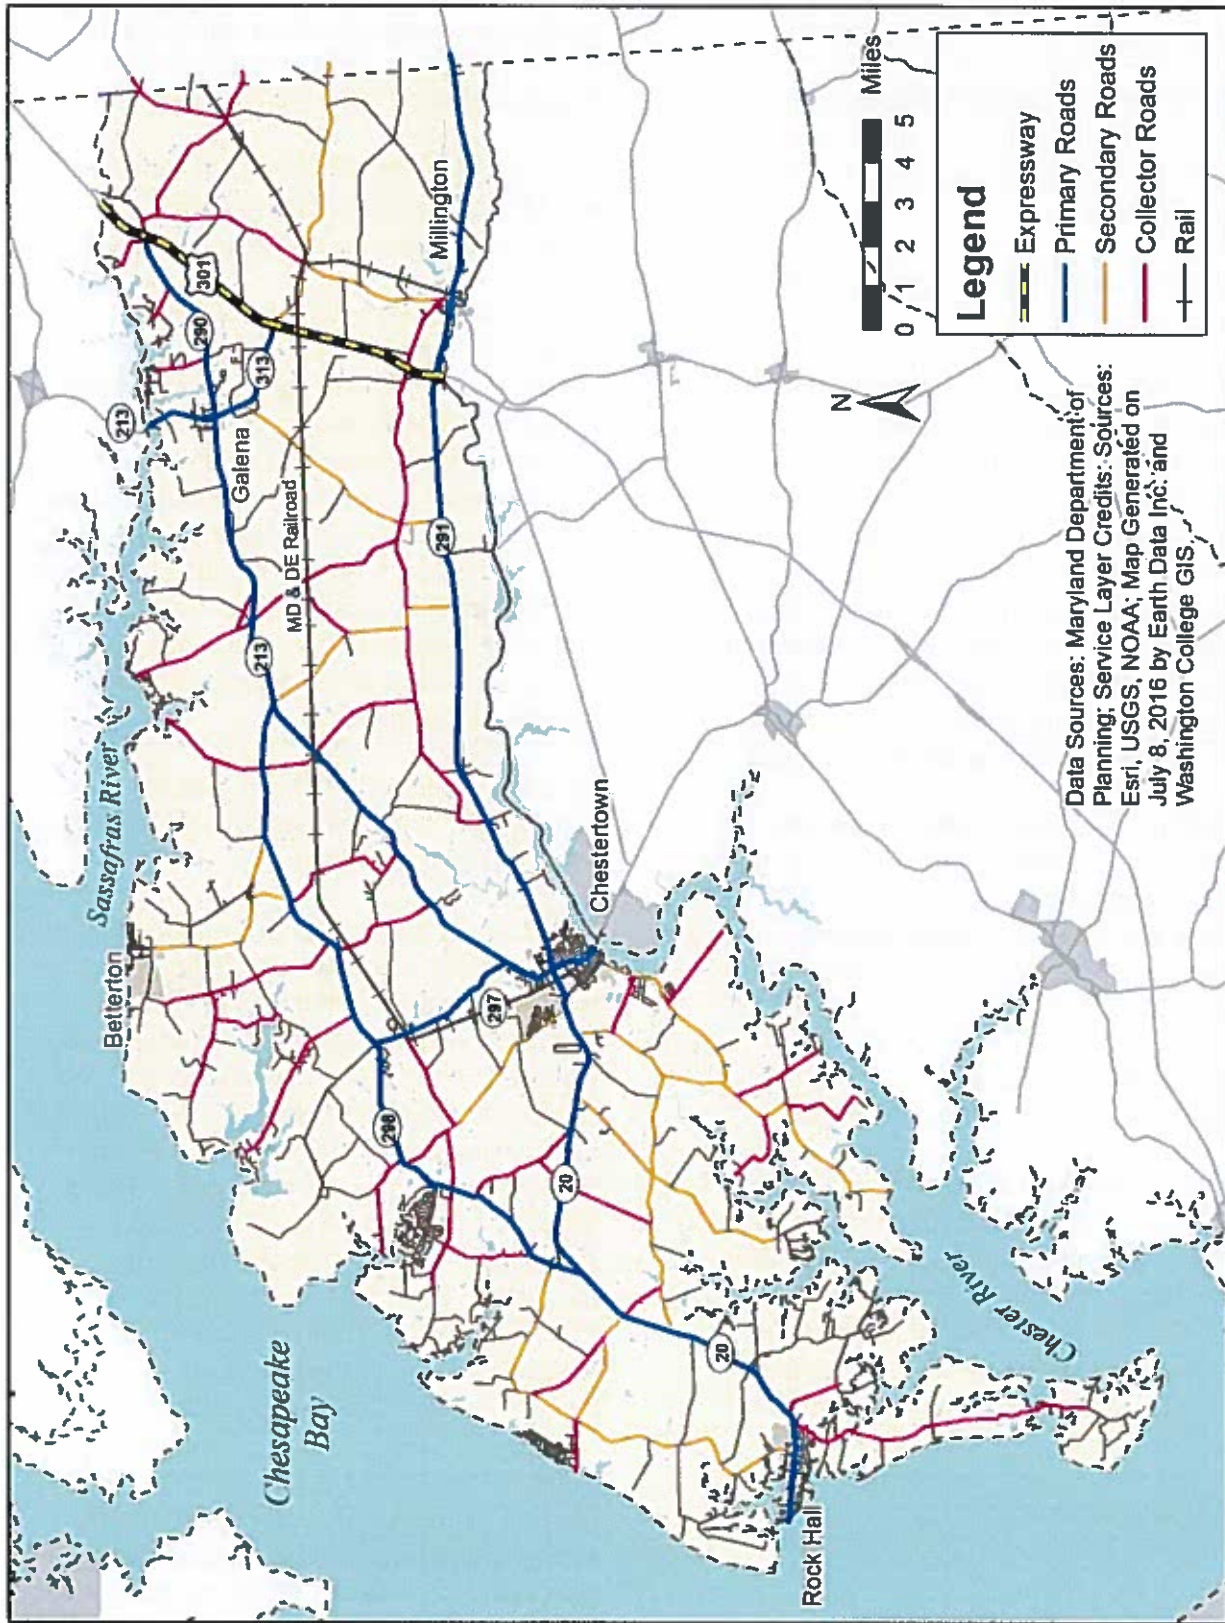 Chesapeake
Bay
Sassafras River
Betterton
213
290
301
313
Galena
MD & DE Railroad
213
Millington
291
298
297
Chestertown
20
20
Rock Hall
Chester River
N
0 1 2 3 4 5 Miles
Data Sources: Maryland Department of
Planning; Service Layer Credits: Sources:
Esri, USGS, NOAA; Map Generated on
July 8, 2016 by Earth Data Inc. and
Washington College GIS.
Legend
Expressway
Primary Roads
Secondary Roads
Collector Roads
Rail